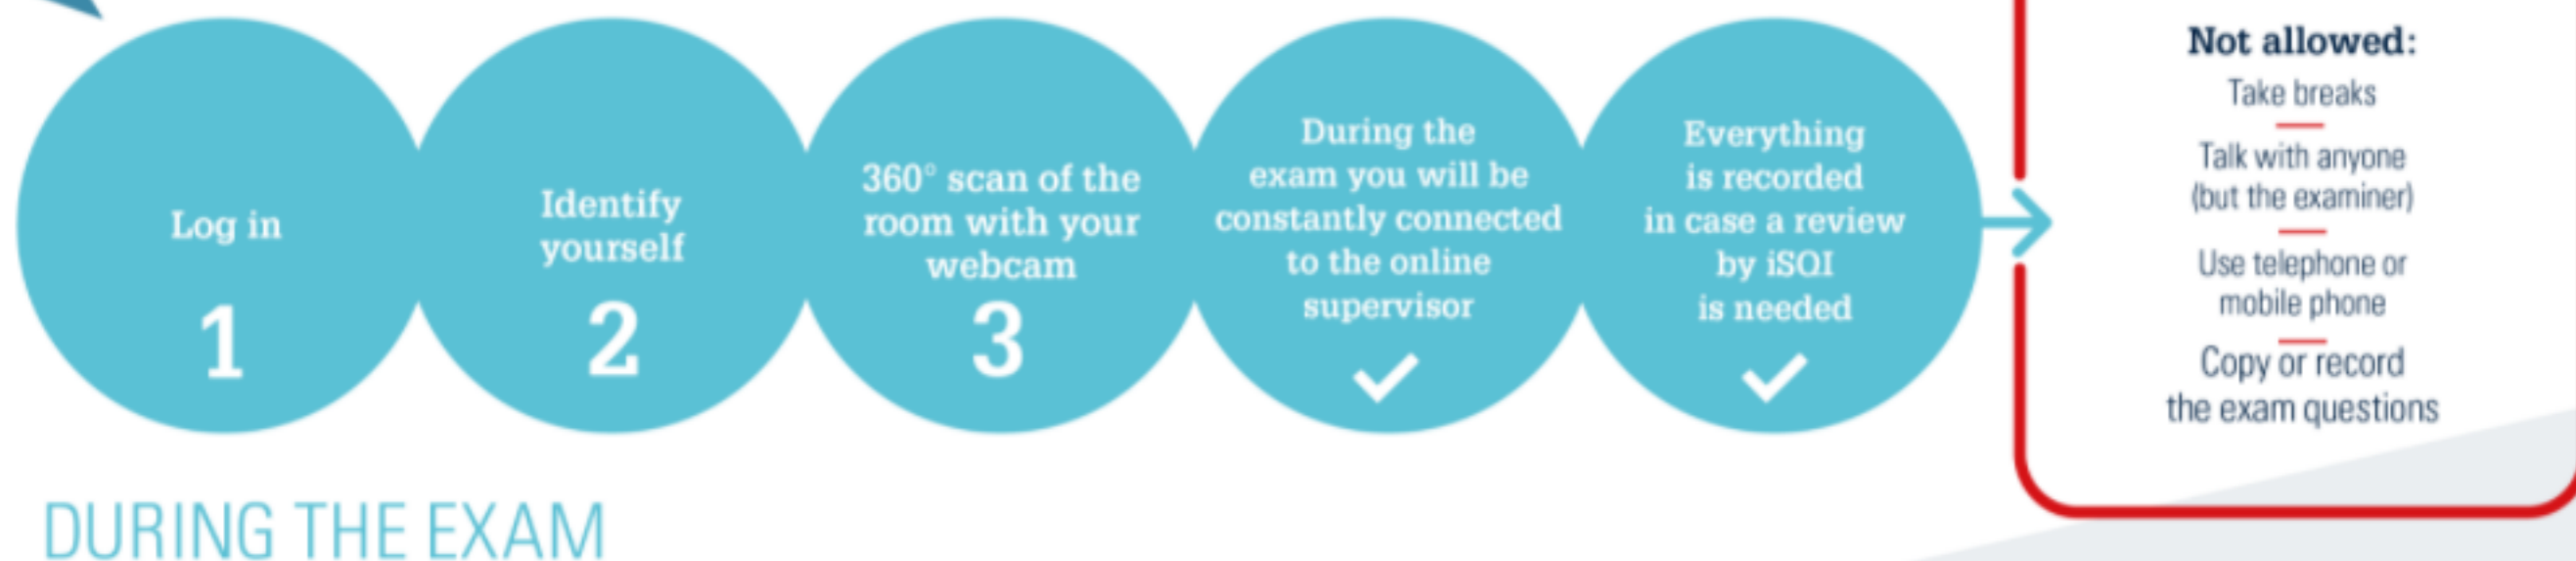 Log in
1
Identify
yourself
2
360° scan of the
room with your
webcam
3
During the
exam you will be
constantly connected
to the online
supervisor
Everything
is recorded
in case a review
by iSQI
is needed
Not allowed:
Take breaks
Talk with anyone
(but the examiner)
Use telephone or
mobile phone
Copy or record
the exam questions
DURING THE EXAM